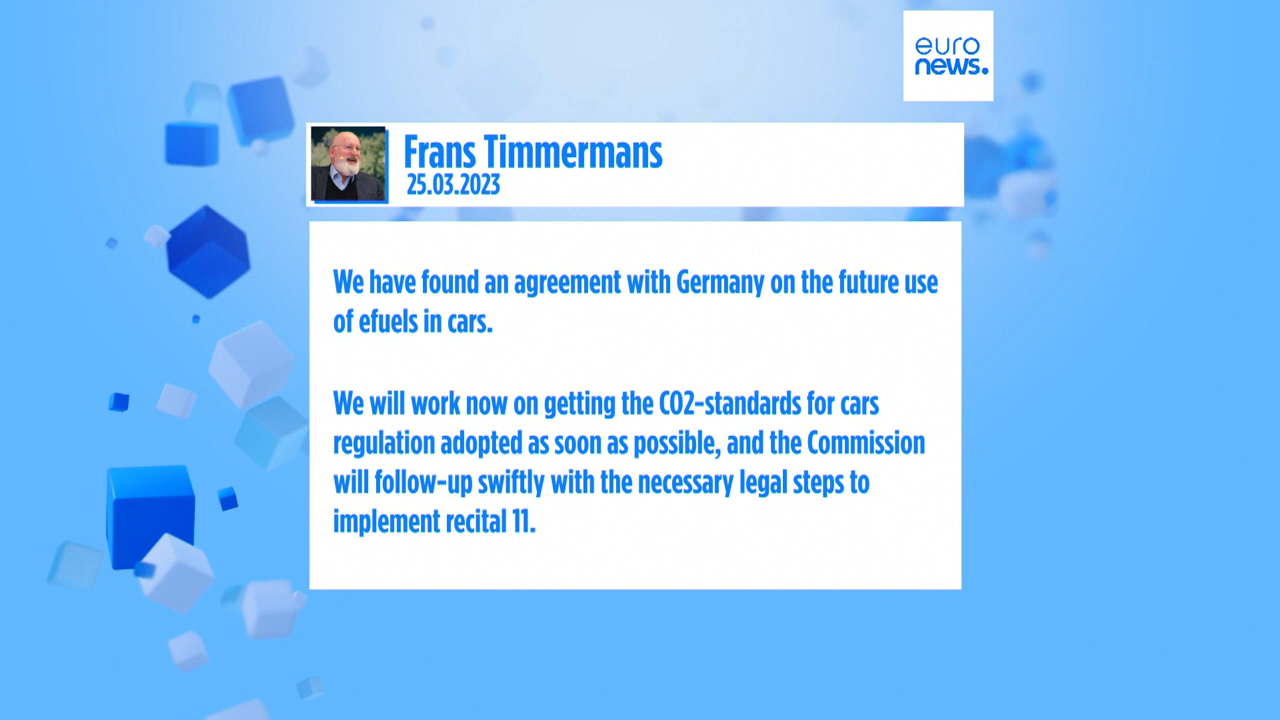 euro
news.
Frans Timmermans
25.03.2023
We have found an agreement with Germany on the future use
of efuels in cars.
We will work now on getting the CO2-standards for cars
regulation adopted as soon as possible, and the Commission
will follow-up swiftly with the necessary legal steps to
implement recital 11.